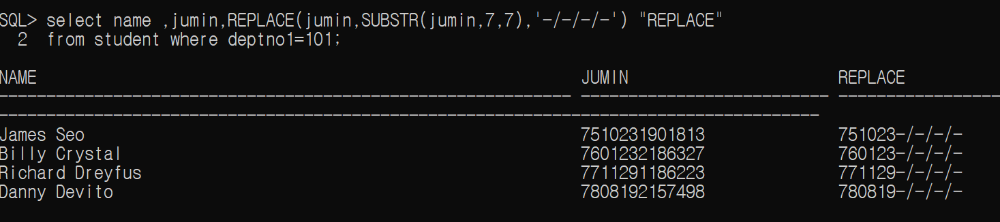 SQL> select name ,jumin,REPLACE(jumin,SUBSTR(jumin,7,7),'-/-/-/-') "REPLACE"
2 from student where deptno1=101;
NAME JUMIN REPLACE
------------------------------------------------------------ -------------------------- -----------------
--------------------------------------------------------------------------------------
James Seo 7510231901813 751023-/-/-/-
Billy Crystal 7601232186327 760123-/-/-/-
Richard Dreyfus 7711291186223 771129-/-/-/-
Danny Devito 7808192157498 780819-/-/-/-